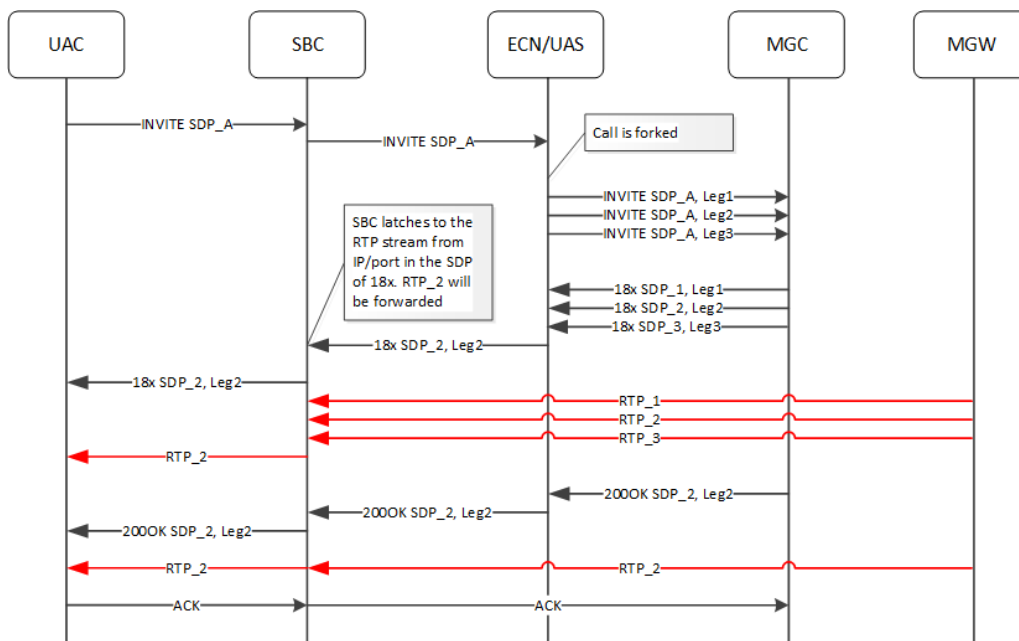 UAC
SBC
ECN/UAS
MGC
MGW
INVITE SDP_A
Call is forked
INVITE SDP_A
INVITE SDP_A, Leg1
INVITE SDP_A, Leg2
INVITE SDP_A, Leg3
SBC latches to the
RTP stream from
IP/port in the SDP
of 18x. RTP_2 will
be forwarded
18x SDP_1, Leg1
18x SDP_2, Leg2
18x SDP_3, Leg3
18x SDP_2, Leg2
18x SDP_2, Leg2
RTP_1
RTP_2
RTP_3
RTP_2
200OK SDP_2, Leg2
200OK SDP_2, Leg2
200OK SDP_2, Leg2
RTP_2
RTP_2
ACK
ACK